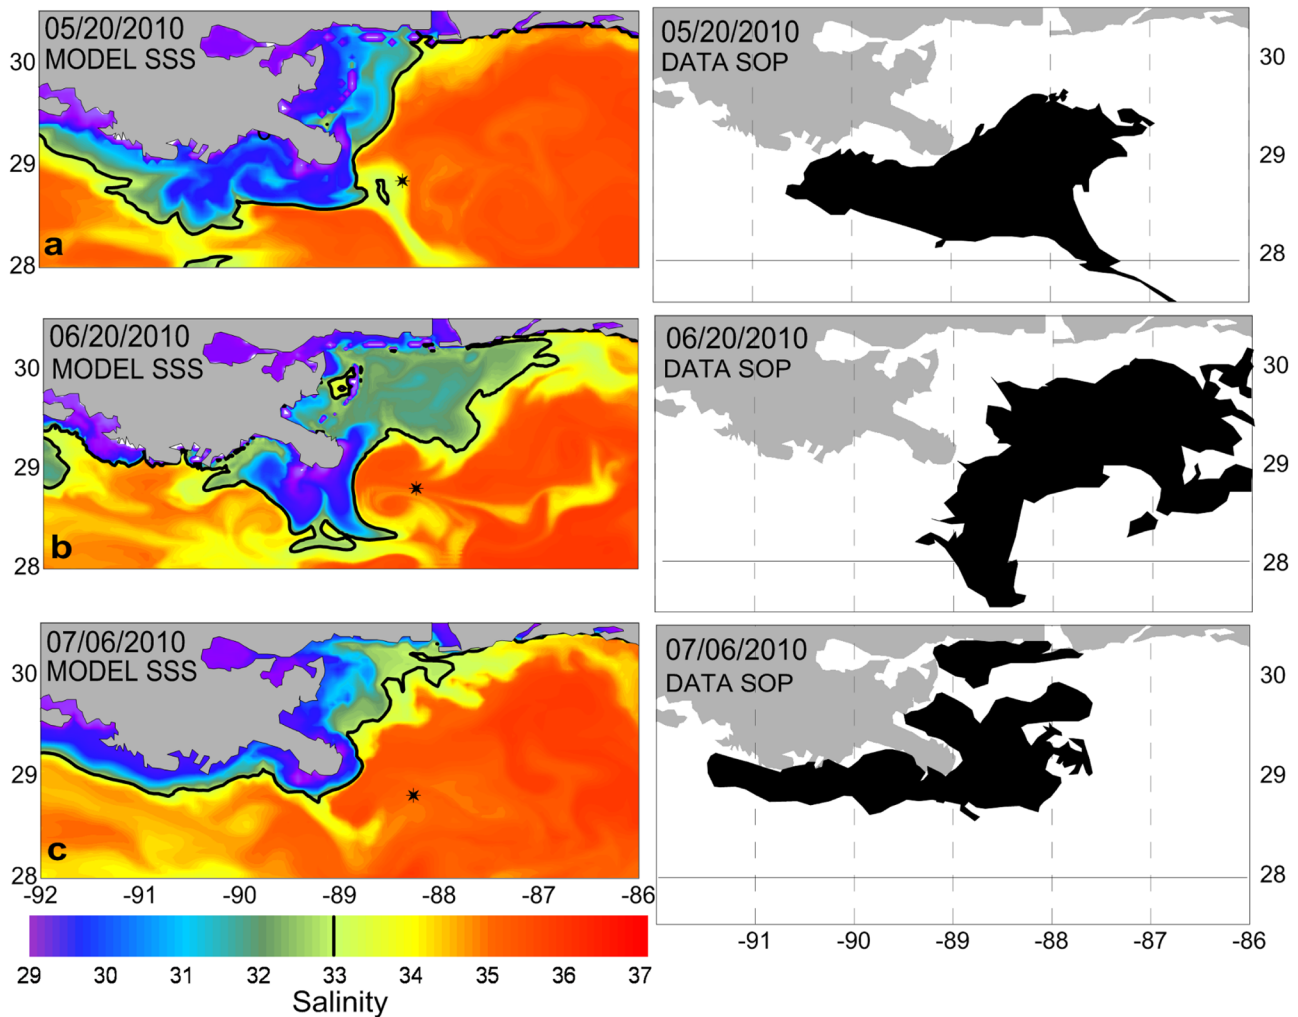 05/20/2010
MODEL SSS
30
29
28
a
05/20/2010
DATA SOP
30
29
28
06/20/2010
MODEL SSS
30
29
28
b
06/20/2010
DATA SOP
30
29
28
07/06/2010
MODEL SSS
30
29
28
c
-92 -91 -90 -89 -88 -87 -86
07/06/2010
DATA SOP
30
29
28
-91 -90 -89 -88 -87 -86
29 30 31 32 33 34 35 36 37
Salinity